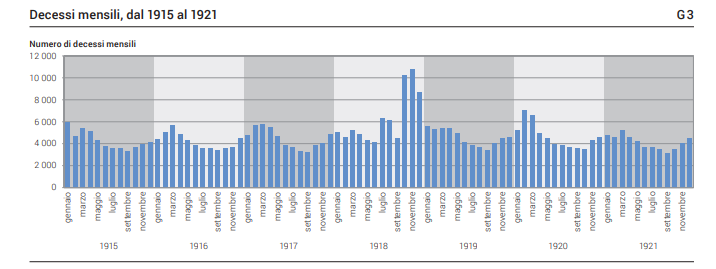 Decessi mensili, dal 1915 al 1921 G 3
Numero di decessi mensili
12 000
10 000
8 000
6 000
4 000
2 000
0
gennaio marzo maggio luglio settembre novembre gennaio marzo maggio luglio settembre novembre gennaio marzo maggio luglio settembre novembre gennaio marzo maggio luglio settembre novembre gennaio marzo maggio luglio settembre novembre gennaio marzo maggio luglio settembre novembre gennaio marzo maggio luglio settembre novembre
1915 1916 1917 1918 1919 1920 1921